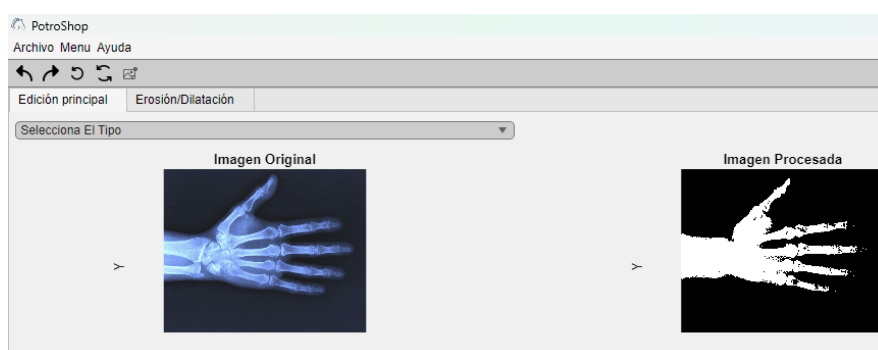 PotroShop
Archivo Menu Ayuda
Edición principal Erosión/Dilatación
Selecciona El Tipo
Imagen Original Imagen Procesada
Y Y